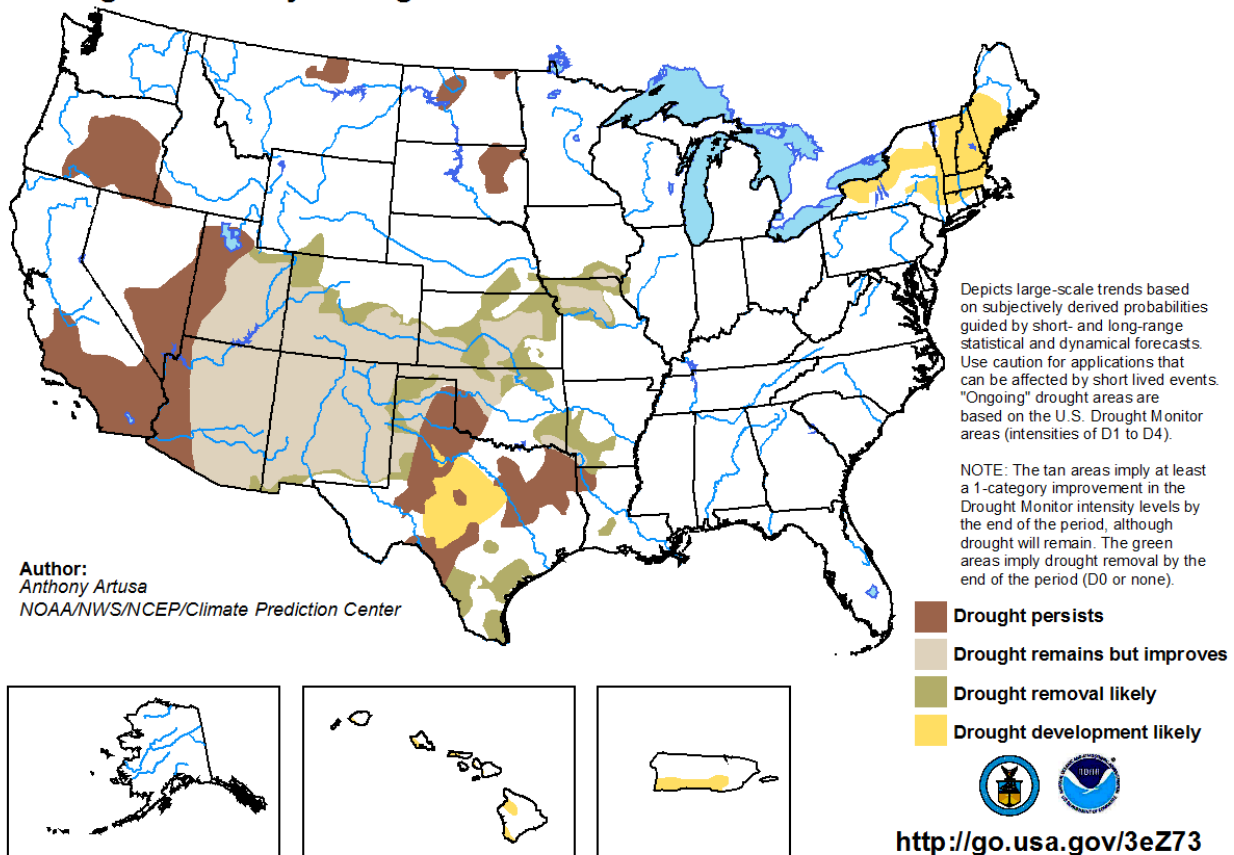 Depicts large-scale trends based
on subjectively derived probabilities
guided by short- and long-range
statistical and dynamical forecasts.
Use caution for applications that
can be affected by short lived events.
"Ongoing" drought areas are
based on the U.S. Drought Monitor
areas (intensities of D1 to D4).
NOTE: The tan areas imply at least
a 1-category improvement in the
Drought Monitor intensity levels by
the end of the period, although
drought will remain. The green
areas imply drought removal by the
end of the period (D0 or none).
Author:
Anthony Artusa
NOAA/NWS/NCEP/Climate Prediction Center
Drought persists
Drought remains but improves
Drought removal likely
Drought development likely
http://go.usa.gov/3eZ73